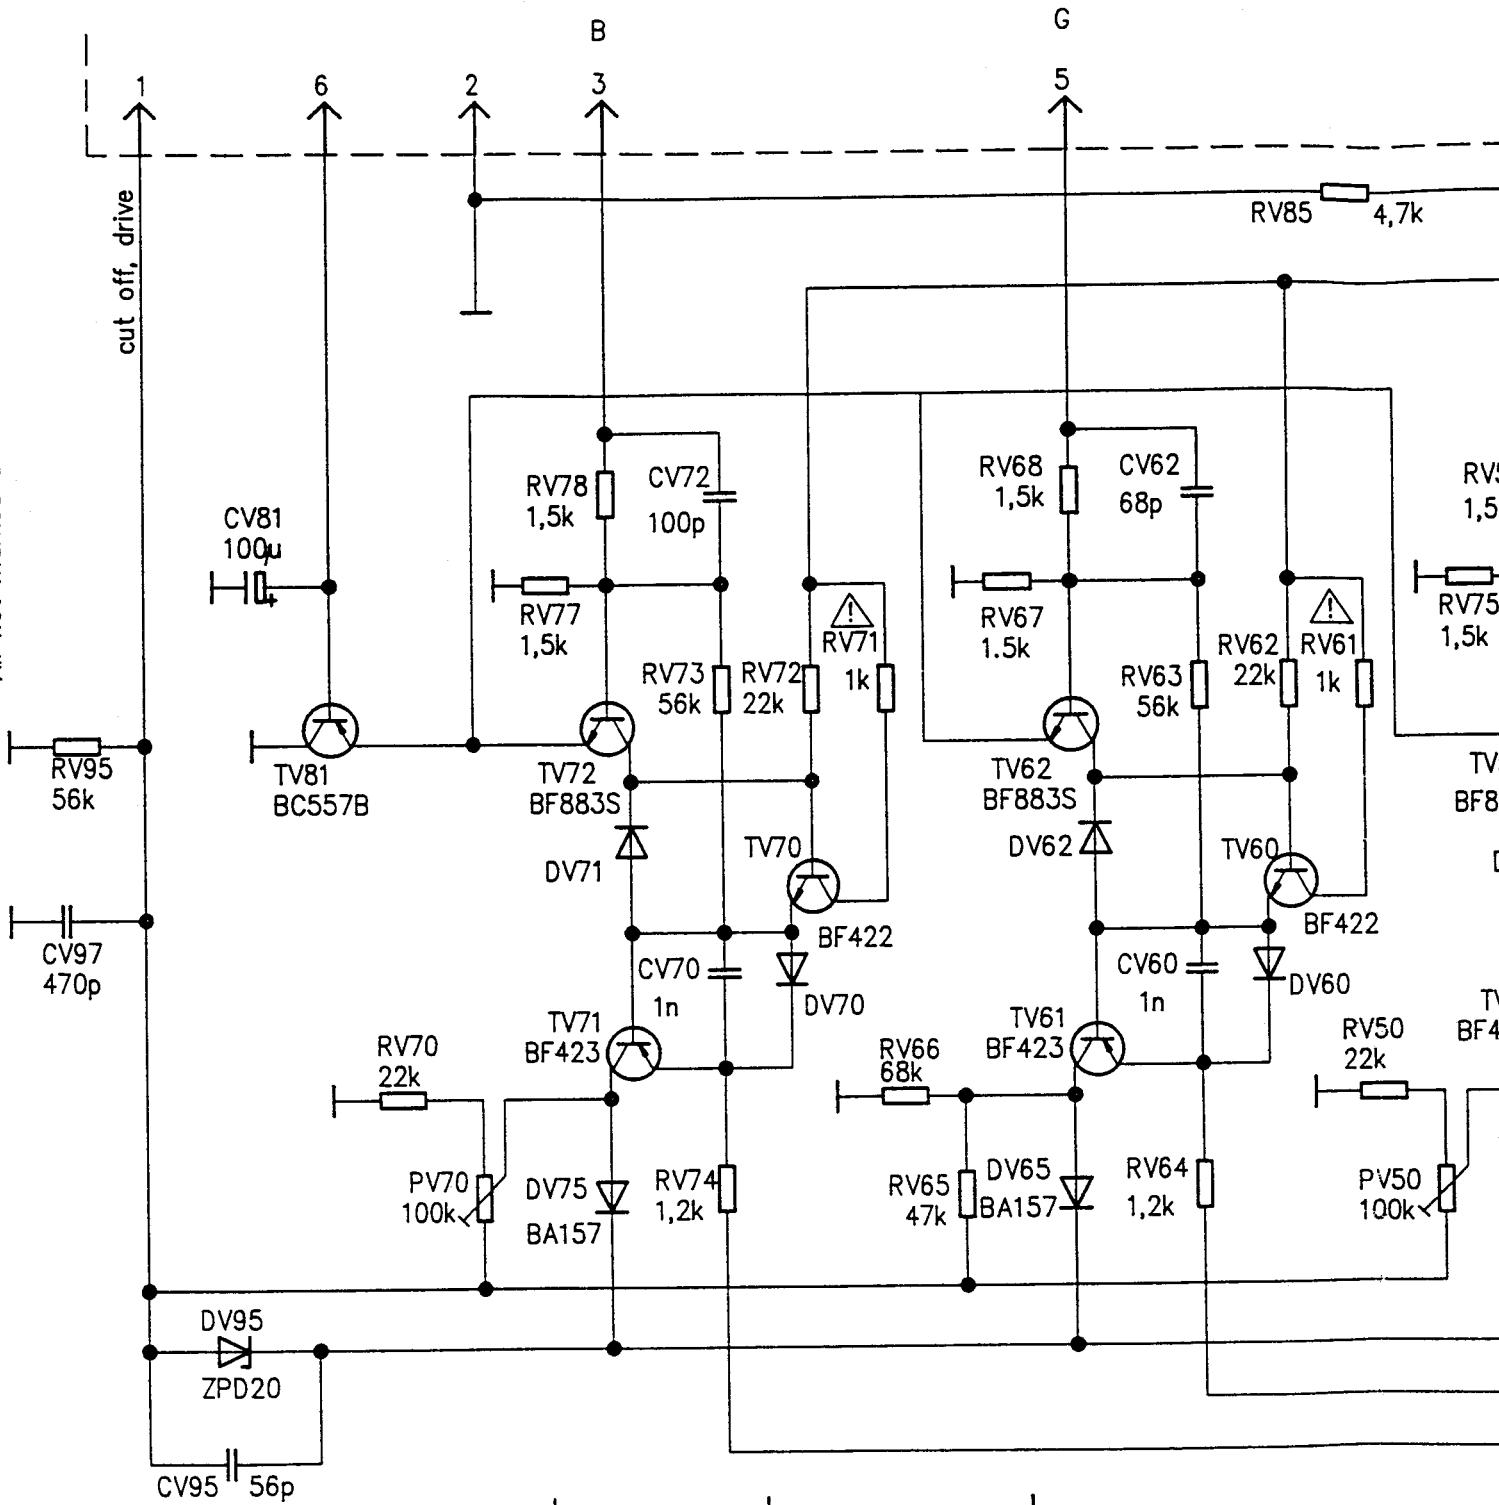 B
G
1
6
2
3
5
cut off, drive
RV85
4,7k
RV78
1,5k
CV72
100p
RV68
1,5k
CV62
68p
1,5
CV81
100µ
RV77
1,5k
RV71
1k
RV67
1.5k
RV62
22k
RV61
1k
RV75
1,5k
RV73
56k
RV72
22k
RV63
56k
RV95
56k
TV81
BC557B
TV72
BF883S
TV62
BF883S
DV71
TV70
BF422
DV62
TV60
BF422
CV97
470p
CV70
1n
DV70
CV60
1n
DV60
TV71
BF423
TV61
BF423
RV70
22k
RV66
68k
RV50
22k
PV70
100k
DV75
BA157
RV74
1,2k
RV65
47k
DV65
BA157
RV64
1,2k
PV50
100k
DV95
ZPD20
CV95
56p